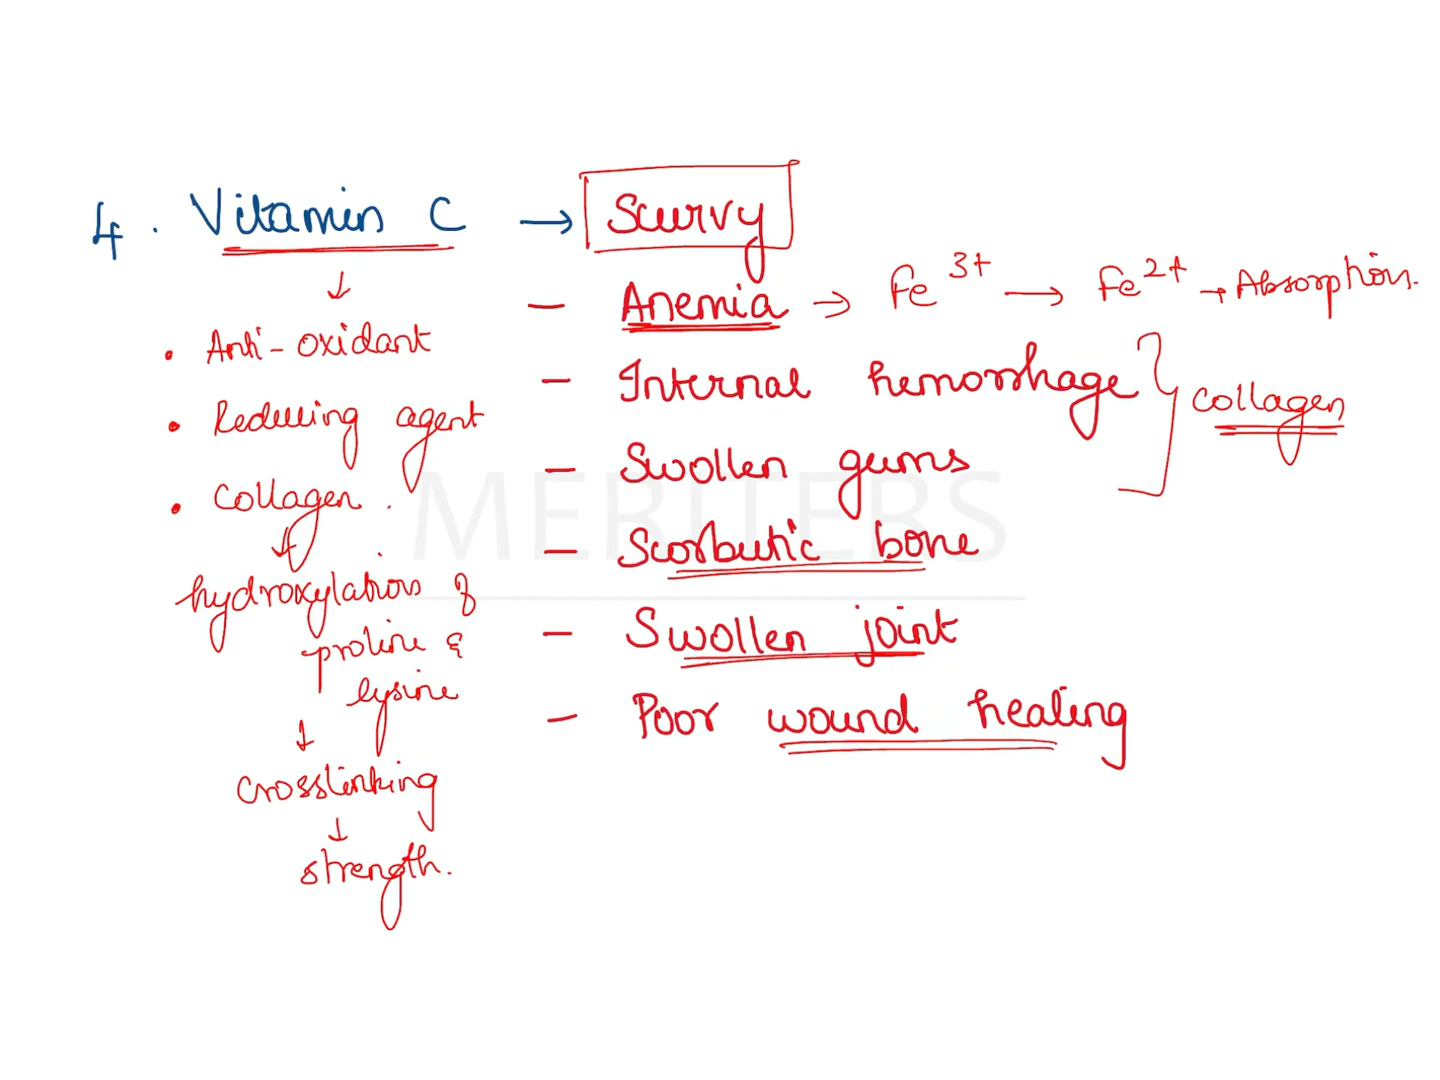 4. Vitamin C → Scurvy
↓
• Anti-oxidant
• Reducing agent
• Collagen.
↓
hydroxylation of
proline &
lysine
↓
crosslinking
↓
strength.
- Anemia → Fe 3+ → Fe 2+ → Absorption.
- Internal hemorrhage
- Swollen gums
} collagen
- Scorbutic bone
- Swollen joint
- Poor wound healing
MERITERS